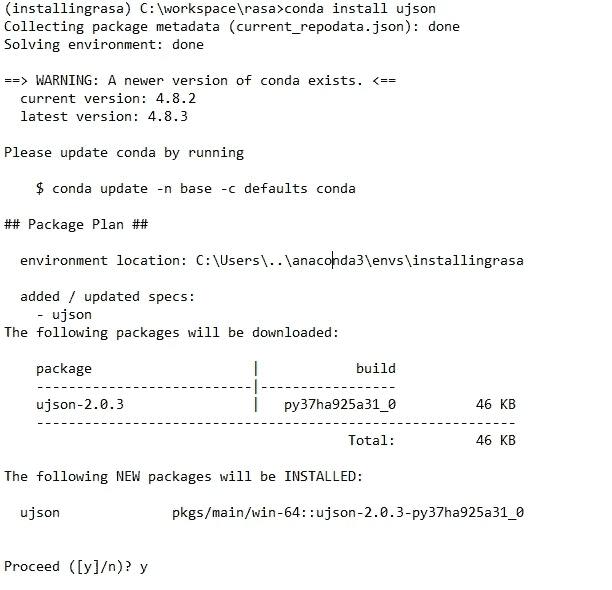 (installingrasa) C:\workspace\rasa>conda install ujson
Collecting package metadata (current_repodata.json): done
Solving environment: done
==> WARNING: A newer version of conda exists. <==
current version: 4.8.2
latest version: 4.8.3
Please update conda by running
$ conda update -n base -c defaults conda
## Package Plan ##
environment location: C:\Users\..\anaconda3\envs\installingrasa
added / updated specs:
- ujson
The following packages will be downloaded:
package | build
---------------------------|-----------------
ujson-2.0.3 | py37ha925a31_0 46 KB
------------------------------------------------------------
Total: 46 KB
The following NEW packages will be INSTALLED:
ujson pkgs/main/win-64::ujson-2.0.3-py37ha925a31_0
Proceed ([y]/n)? y